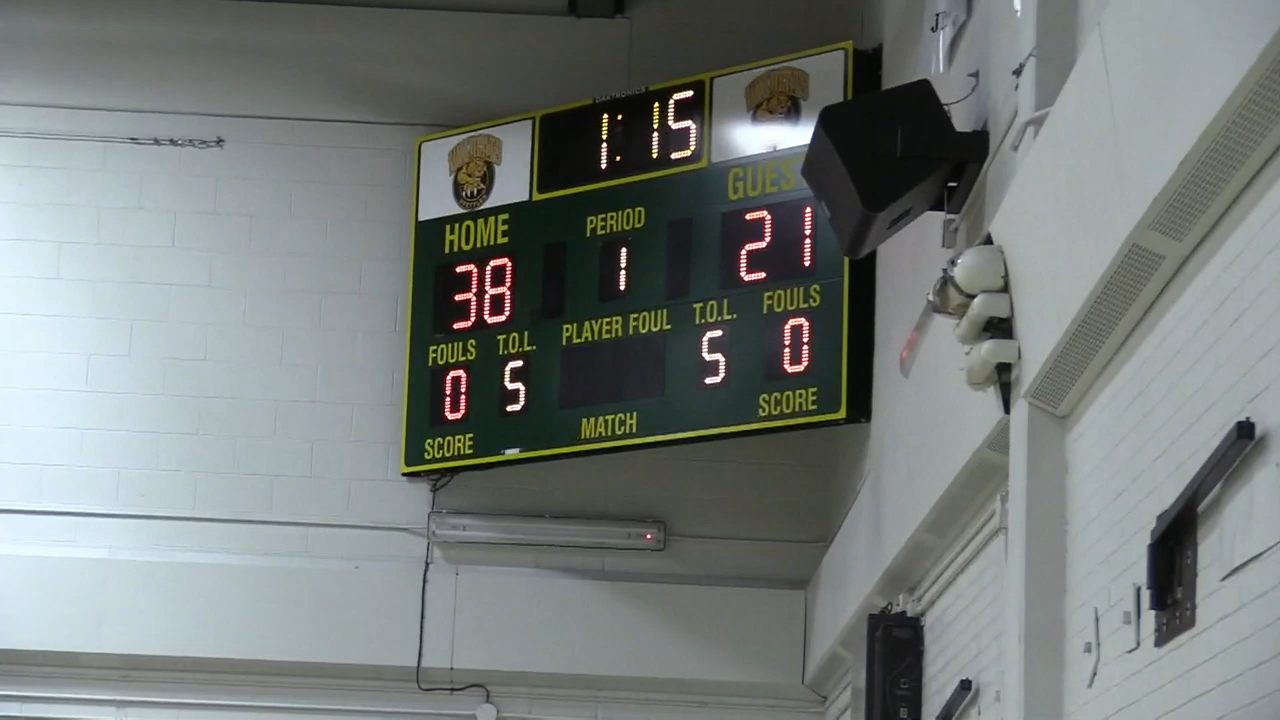 DAKTRONICS
1:15
HOME
PERIOD
GUES
38
1
21
FOULS
T.O.L.
PLAYER FOUL
T.O.L.
FOULS
0
5
5
0
SCORE
MATCH
SCORE